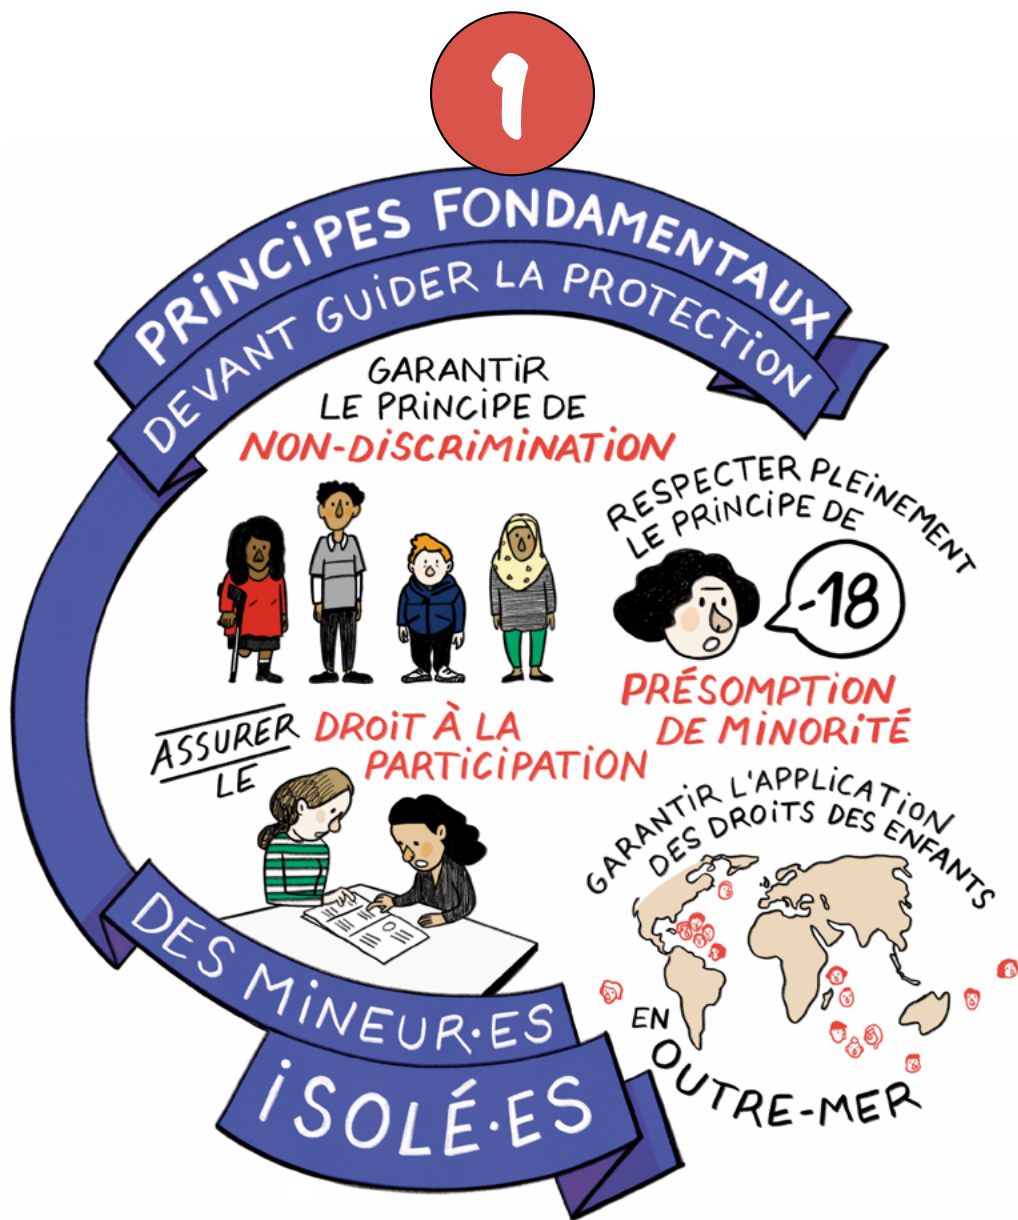 1
PRINCIPES FONDAMENTAUX
DEVANT GUIDER LA PROTECTION
GARANTIR
LE PRINCIPE DE
NON-DISCRIMINATION
RESPECTER PLEINEMENT
LE PRINCIPE DE
-18
PRÉSOMPTION
DE MINORITÉ
ASSURER
LE
DROIT À LA
PARTICIPATION
GARANTIR L'APPLICATION
DES DROITS DES ENFANTS
EN
OUTRE-MER
DES MINEUR·ES
ISOLÉ·ES